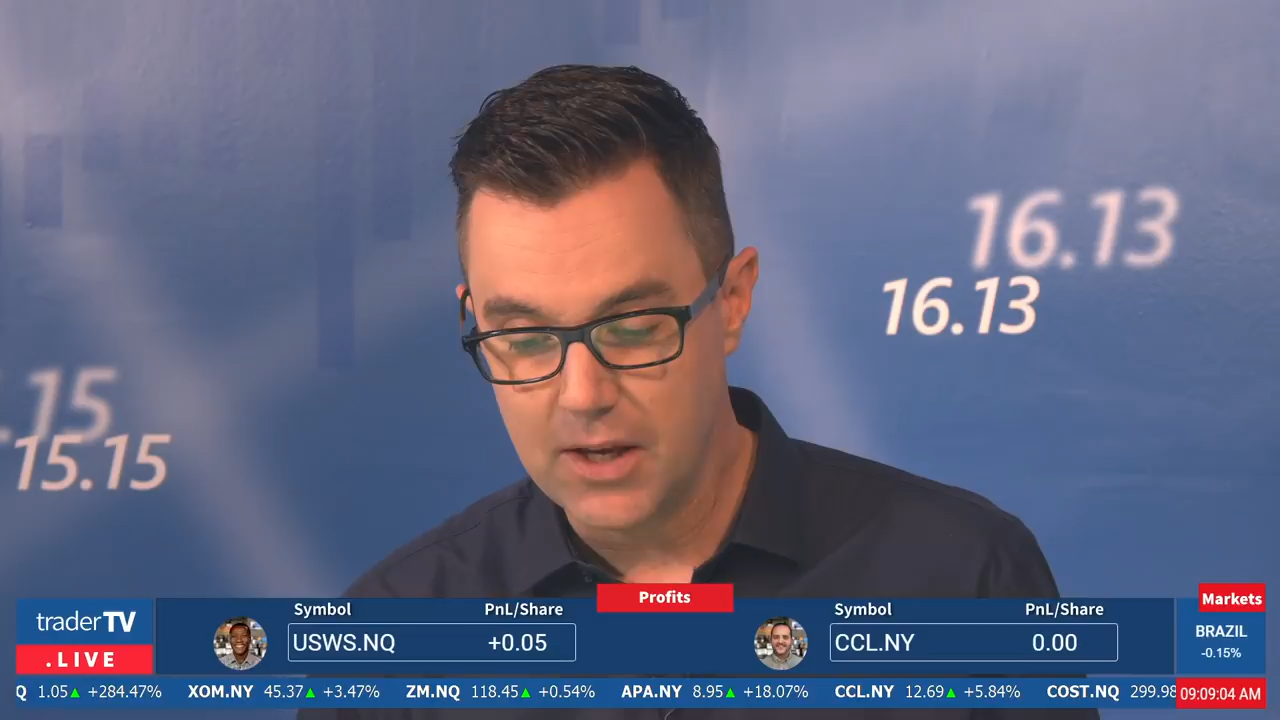 16.13
16.13
.15
15.15
Profits
Markets
Symbol PnL/Share
Symbol PnL/Share
traderTV
.LIVE
USWS.NQ +0.05
CCL.NY 0.00
BRAZIL
-0.15%
Q 1.05▲ +284.47% XOM.NY 45.37▲ +3.47% ZM.NQ 118.45▲ +0.54% APA.NY 8.95▲ +18.07% CCL.NY 12.69▲ +5.84% COST.NQ 299.98
09:09:04 AM